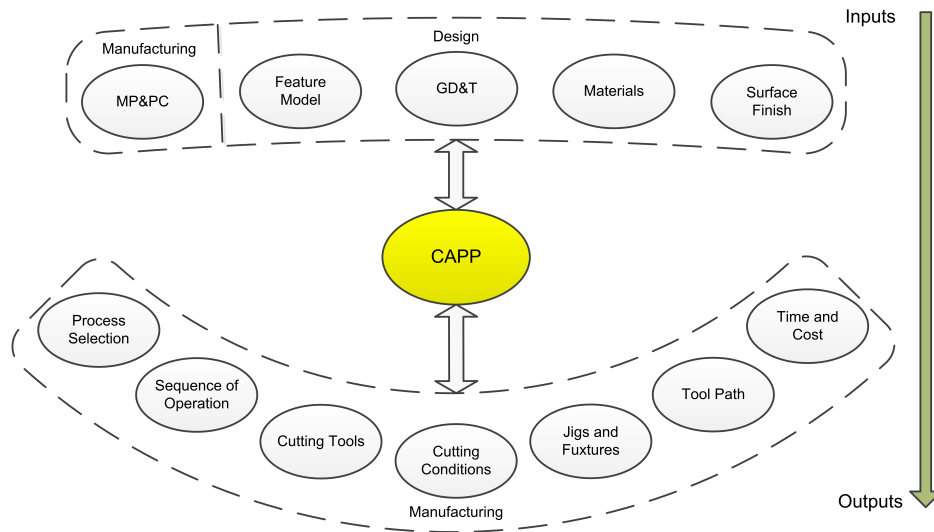 Inputs
Manufacturing
Design
MP&PC
Feature
Model
GD&T
Materials
Surface
Finish
CAPP
Process
Selection
Sequence of
Operation
Cutting Tools
Cutting
Conditions
Jigs and
Fuxtures
Tool Path
Time and
Cost
Manufacturing
Outputs